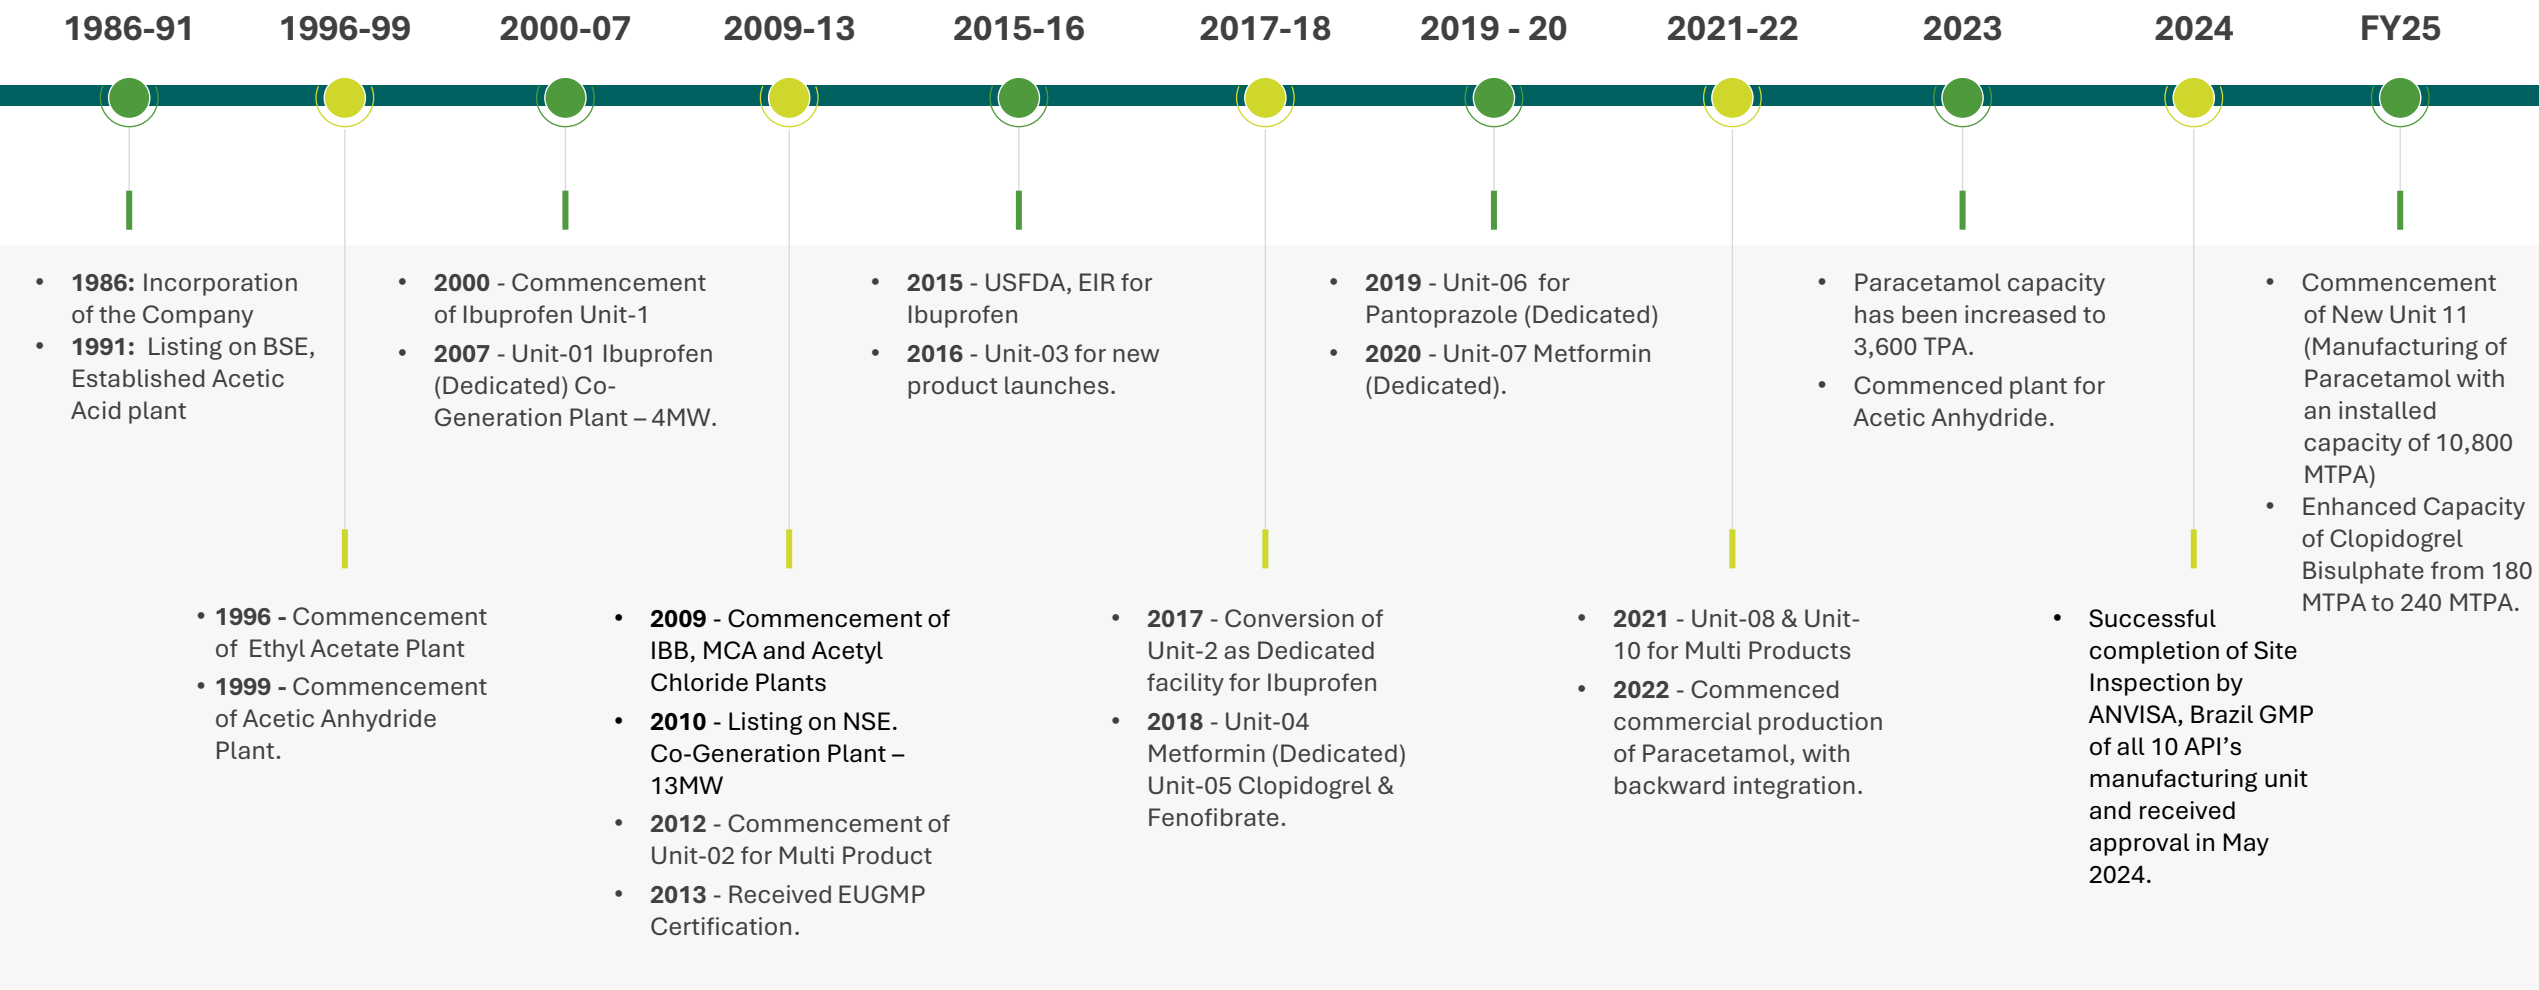 1986-91
1996-99
2000-07
2009-13
2015-16
2017-18
2019 - 20
2021-22
2023
2024
FY25
• 1986: Incorporation
of the Company
• 1991: Listing on BSE,
Established Acetic
Acid plant
• 1996 - Commencement
of Ethyl Acetate Plant
• 1999 - Commencement
of Acetic Anhydride
Plant.
• 2000 - Commencement
of Ibuprofen Unit-1
• 2007 - Unit-01 Ibuprofen
(Dedicated) Co-
Generation Plant – 4MW.
• 2009 - Commencement of
IBB, MCA and Acetyl
Chloride Plants
• 2010 - Listing on NSE.
Co-Generation Plant –
13MW
• 2012 - Commencement of
Unit-02 for Multi Product
• 2013 - Received EUGMP
Certification.
• 2015 - USFDA, EIR for
Ibuprofen
• 2016 - Unit-03 for new
product launches.
• 2017 - Conversion of
Unit-2 as Dedicated
facility for Ibuprofen
• 2018 - Unit-04
Metformin (Dedicated)
Unit-05 Clopidogrel &
Fenofibrate.
• 2019 - Unit-06 for
Pantoprazole (Dedicated)
• 2020 - Unit-07 Metformin
(Dedicated).
• 2021 - Unit-08 & Unit-
10 for Multi Products
• 2022 - Commenced
commercial production
of Paracetamol, with
backward integration.
• Paracetamol capacity
has been increased to
3,600 TPA.
• Commenced plant for
Acetic Anhydride.
• Successful
completion of Site
Inspection by
ANVISA, Brazil GMP
of all 10 API’s
manufacturing unit
and received
approval in May
2024.
• Commencement
of New Unit 11
(Manufacturing of
Paracetamol with
an installed
capacity of 10,800
MTPA)
• Enhanced Capacity
of Clopidogrel
Bisulphate from 180
MTPA to 240 MTPA.